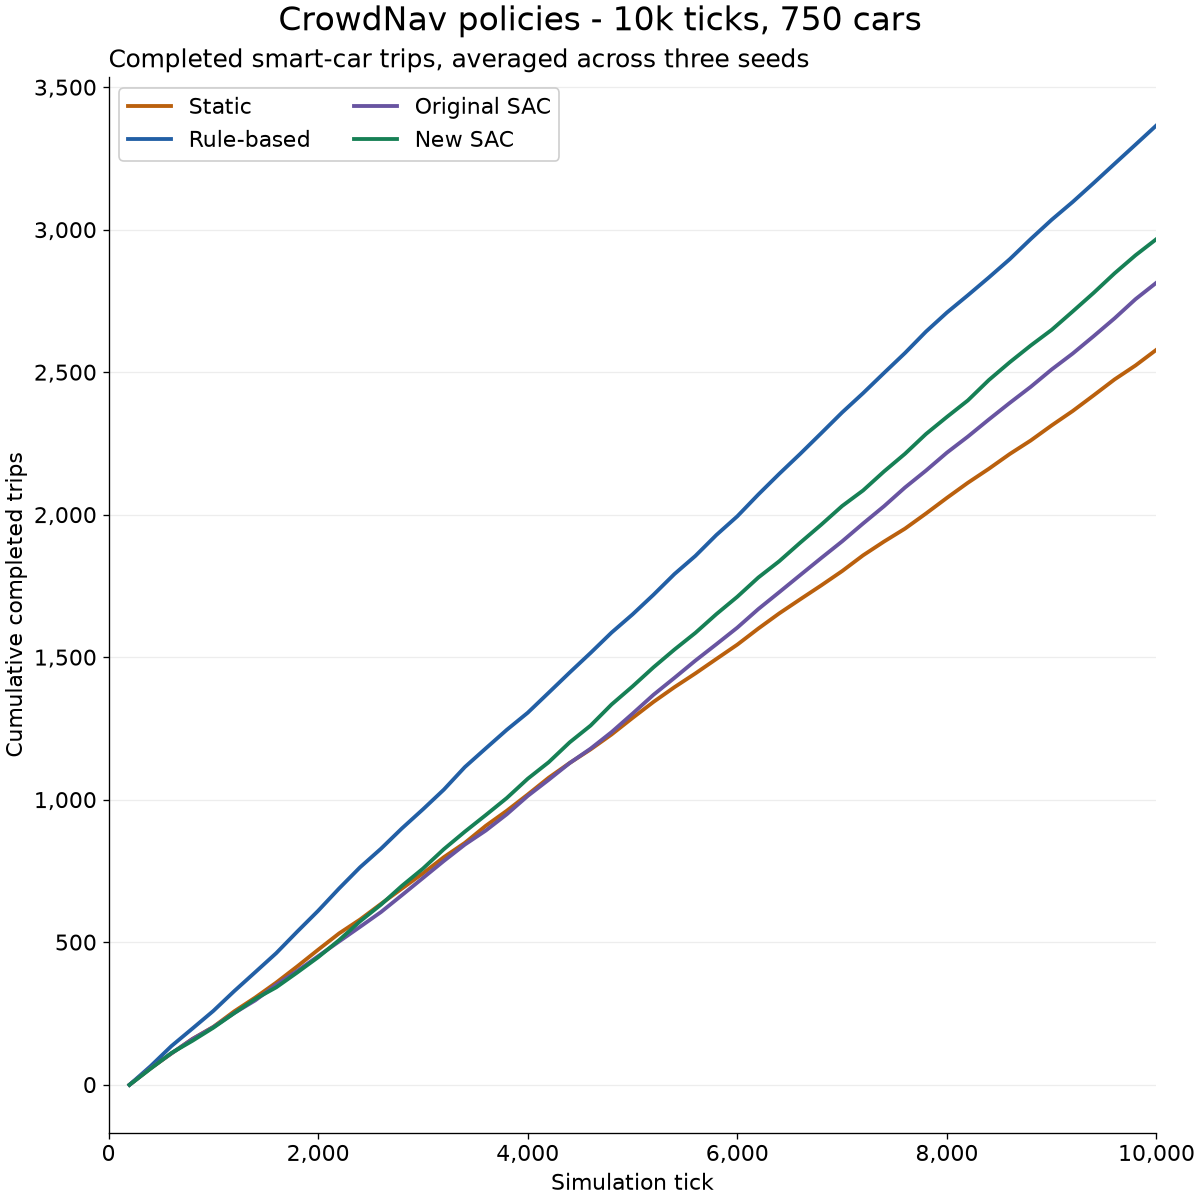 CrowdNav policies - 10k ticks, 750 cars
Completed smart-car trips, averaged across three seeds
Static
Rule-based
Original SAC
New SAC
Cumulative completed trips
3,500
3,000
2,500
2,000
1,500
1,000
500
0
0
2,000
4,000
6,000
8,000
10,000
Simulation tick